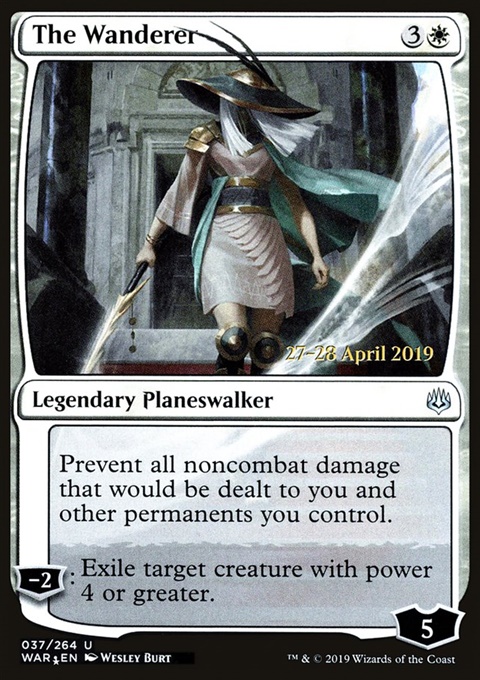 The Wanderer 3
27-28 April 2019
Legendary Planeswalker
Prevent all noncombat damage
that would be dealt to you and
other permanents you control.
-2: Exile target creature with power
4 or greater.
5
037/264 U
WAR★EN Wesley Burt
™ & © 2019 Wizards of the Coast